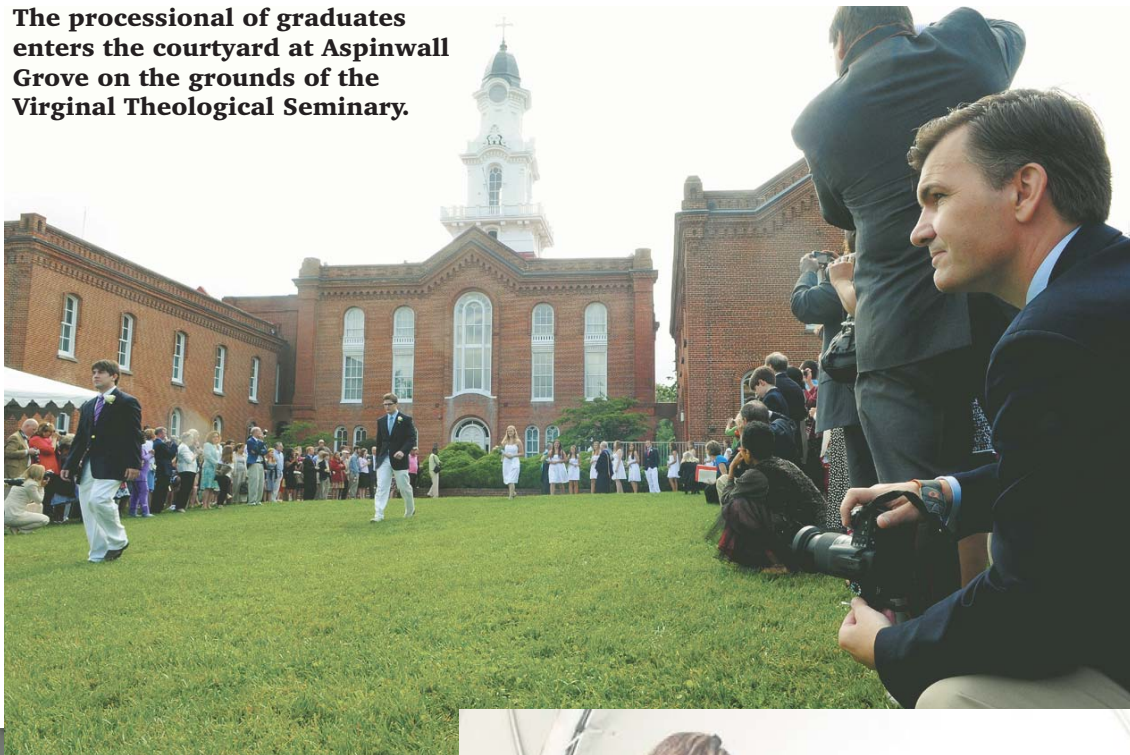 The processional of graduates
enters the courtyard at Aspinwall
Grove on the grounds of the
Virginal Theological Seminary.